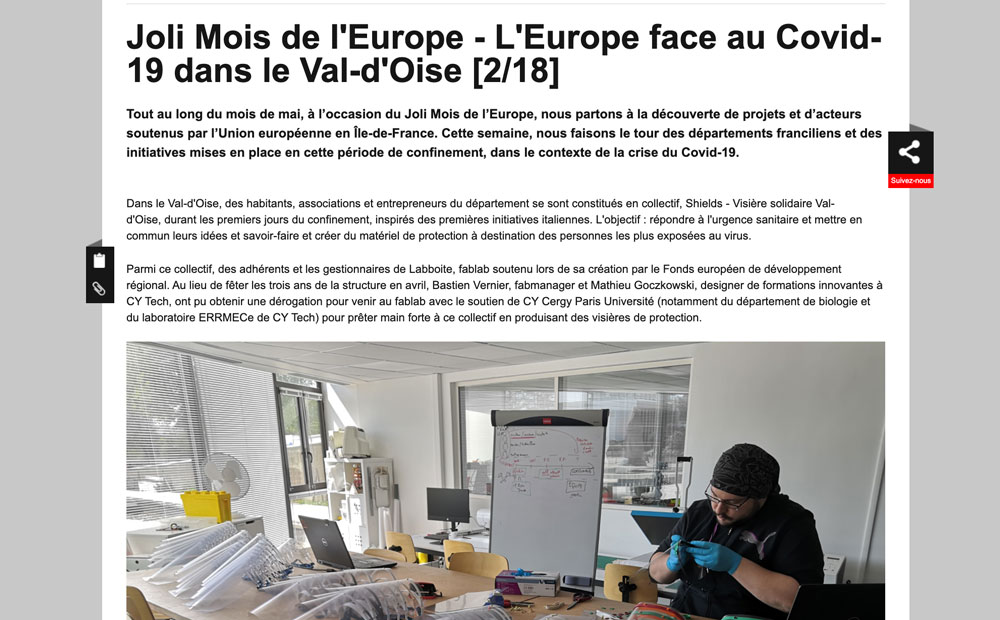 Joli Mois de l'Europe - L'Europe face au Covid-
19 dans le Val-d'Oise [2/18]
Tout au long du mois de mai, à l’occasion du Joli Mois de l’Europe, nous partons à la découverte de projets et d’acteurs
soutenus par l’Union européenne en Île-de-France. Cette semaine, nous faisons le tour des départements franciliens et des
initiatives mises en place en cette période de confinement, dans le contexte de la crise du Covid-19.
Suivez-nous
Dans le Val-d'Oise, des habitants, associations et entrepreneurs du département se sont constitués en collectif, Shields - Visière solidaire Val-
d'Oise, durant les premiers jours du confinement, inspirés des premières initiatives italiennes. L'objectif : répondre à l'urgence sanitaire et mettre en
commun leurs idées et savoir-faire et créer du matériel de protection à destination des personnes les plus exposées au virus.
Parmi ce collectif, des adhérents et les gestionnaires de Labboite, fablab soutenu lors de sa création par le Fonds européen de développement
régional. Au lieu de fêter les trois ans de la structure en avril, Bastien Vernier, fabmanager et Mathieu Goczkowski, designer de formations innovantes à
CY Tech, ont pu obtenir une dérogation pour venir au fablab avec le soutien de CY Cergy Paris Université (notamment du département de biologie et
du laboratoire ERRMECe de CY Tech) pour prêter main forte à ce collectif en produisant des visières de protection.